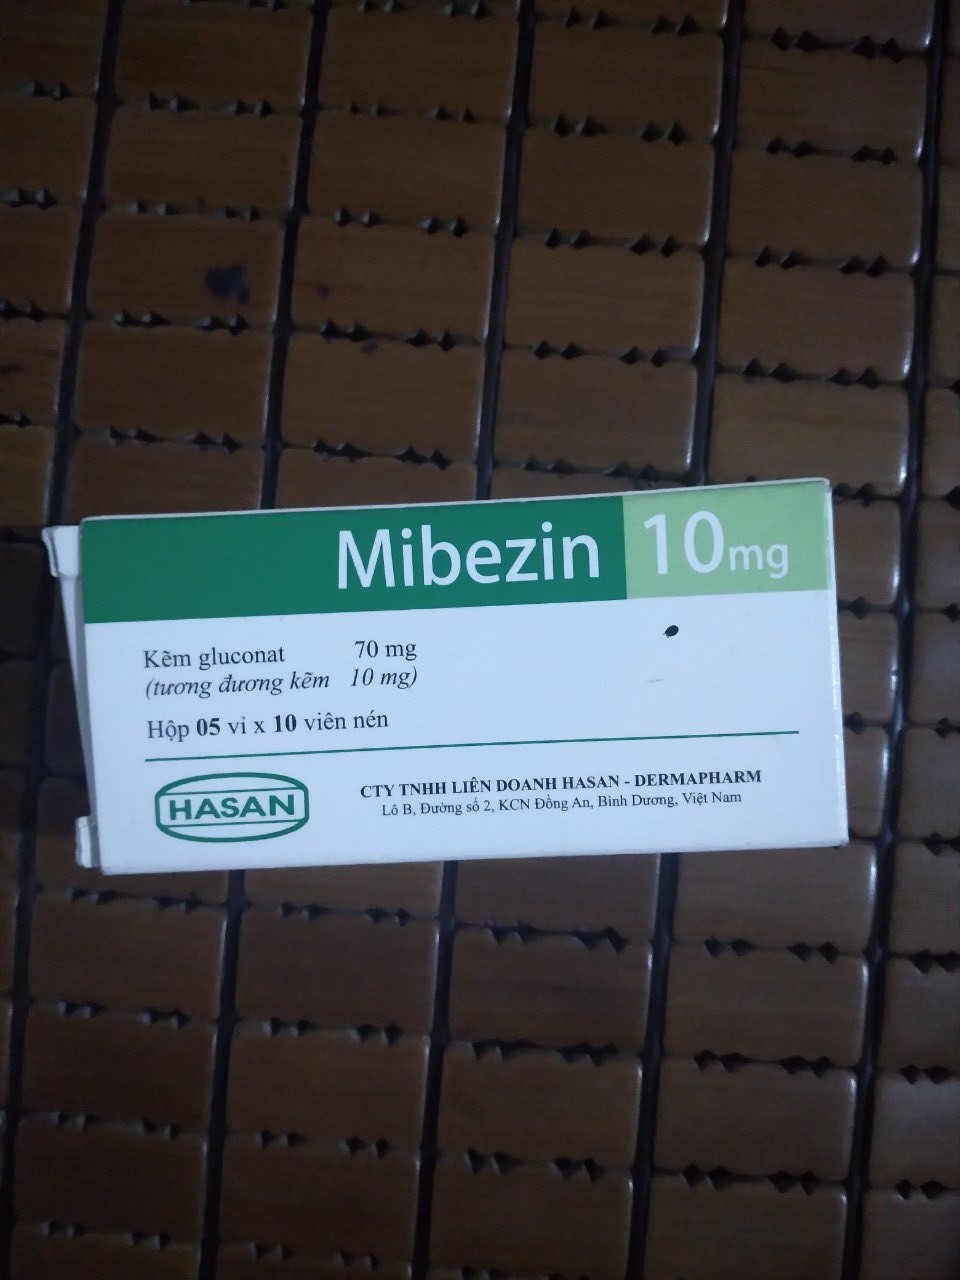 Mibezin 10mg
Kẽm gluconat 70 mg
(tương đương kẽm 10 mg)
Hộp 05 vỉ x 10 viên nén
HASAN
CTY TNHH LIÊN DOANH HASAN - DERMAPHARM
Lô B, Đường số 2, KCN Đồng An, Bình Dương, Việt Nam